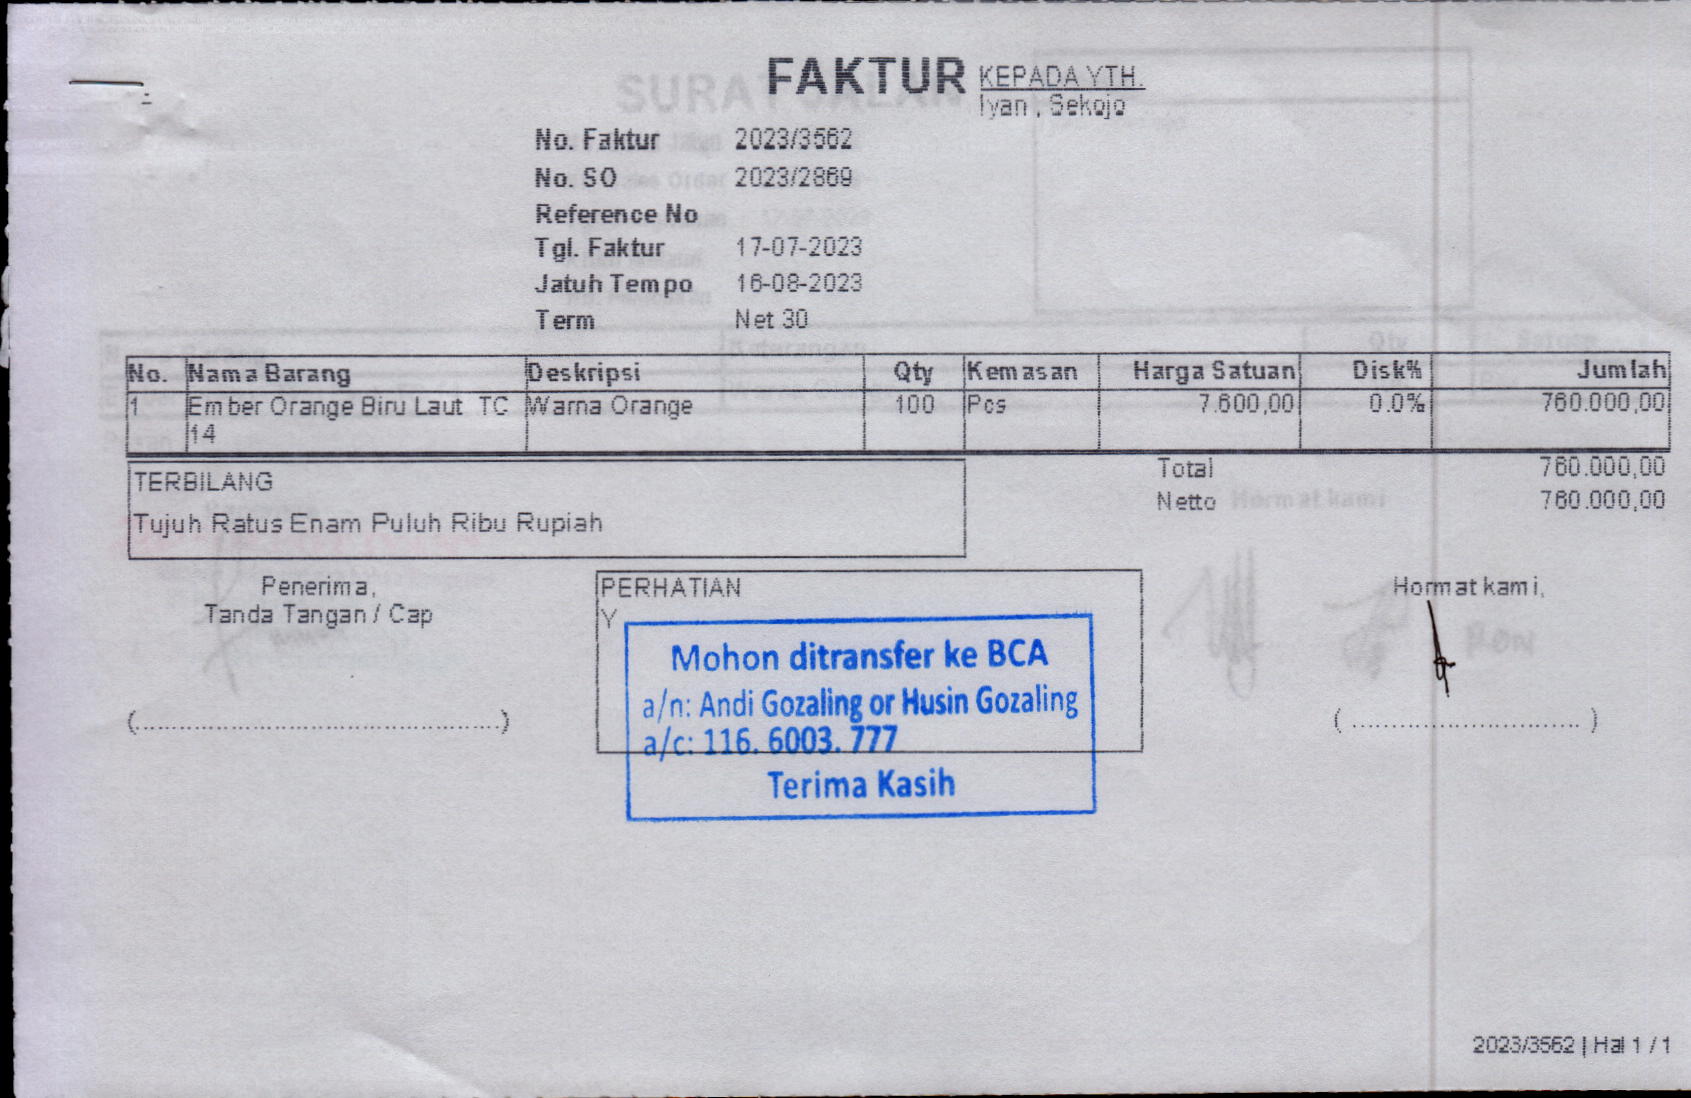 FAKTUR
KEPADA YTH.
Iyan , Sekojo
No. Faktur 2023/3562
No. SO 2023/2869
Reference No
Tgl. Faktur 17-07-2023
Jatuh Tempo 16-08-2023
Term Net 30
No. Nama Barang Deskripsi Qty Kemasan Harga Satuan Disk% Jumlah
1 Ember Orange Biru Laut TC Warna Orange 100 Pcs 7.600,00 0.0% 760.000,00
14
TERBILANG
Tujuh Ratus Enam Puluh Ribu Rupiah
Total 760.000,00
Netto 760.000,00
Penerima,
Tanda Tangan / Cap
(..................................................)
PERHATIAN
Y
Mohon ditransfer ke BCA
a/n: Andi Gozaling or Husin Gozaling
a/c: 116. 6003. 777
Terima Kasih
Hormat kami,
( ............................... )
2023/3562 | Hal 1 / 1